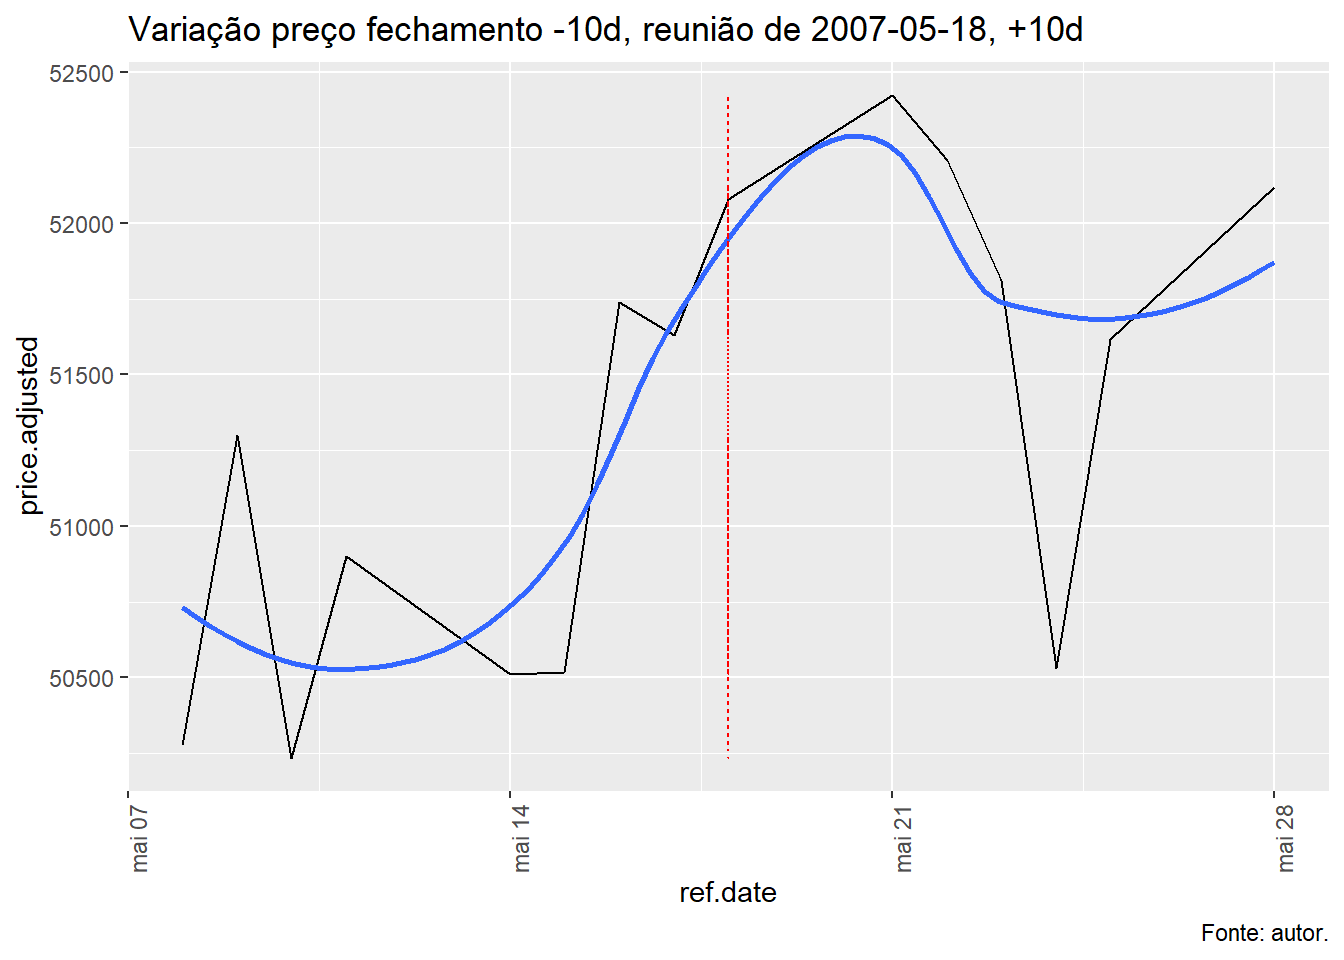 Variação preço fechamento -10d, reunião de 2007-05-18, +10d
52500
52000
51500
51000
50500
price.adjusted
mai 07
mai 14
mai 21
mai 28
ref.date
Fonte: autor.